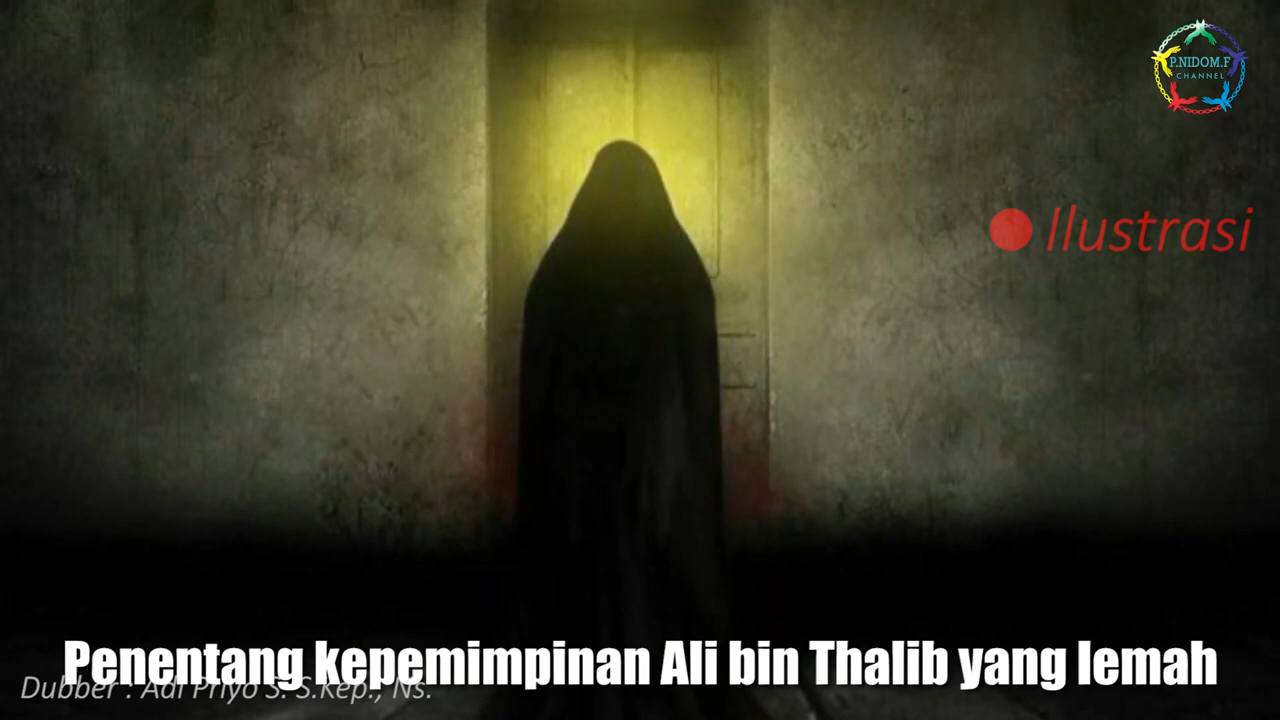 P.NIDOM.F
CHANNEL
Ilustrasi
Penentang kepemimpinan Ali bin Thalib yang lemah
Dubber : Adi Priyo S. S.Kep., Ns.